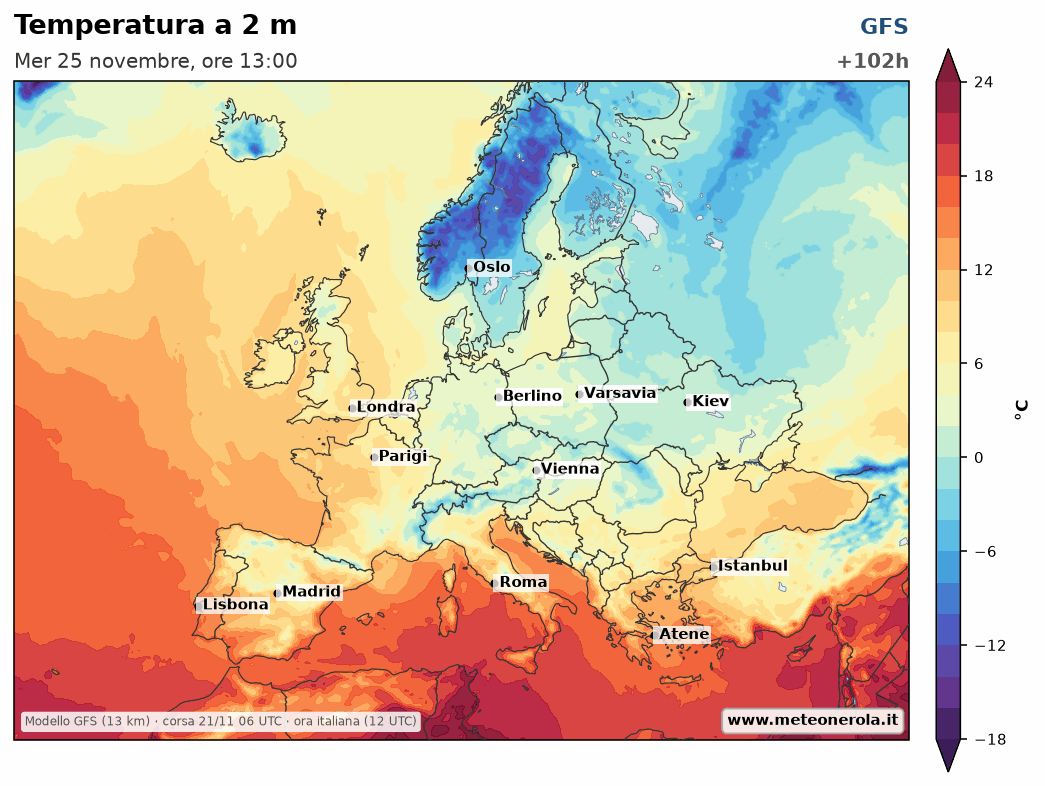 Temperatura a 2 m
GFS
Mer 25 novembre, ore 13:00
+102h
24
18
12
6
0
−6
−12
−18
°C
Oslo
Londra
Berlino
Varsavia
Kiev
Parigi
Vienna
Istanbul
Roma
Madrid
Lisbona
Atene
Modello GFS (13 km) · corsa 21/11 06 UTC · ora italiana (12 UTC)
www.meteonerola.it